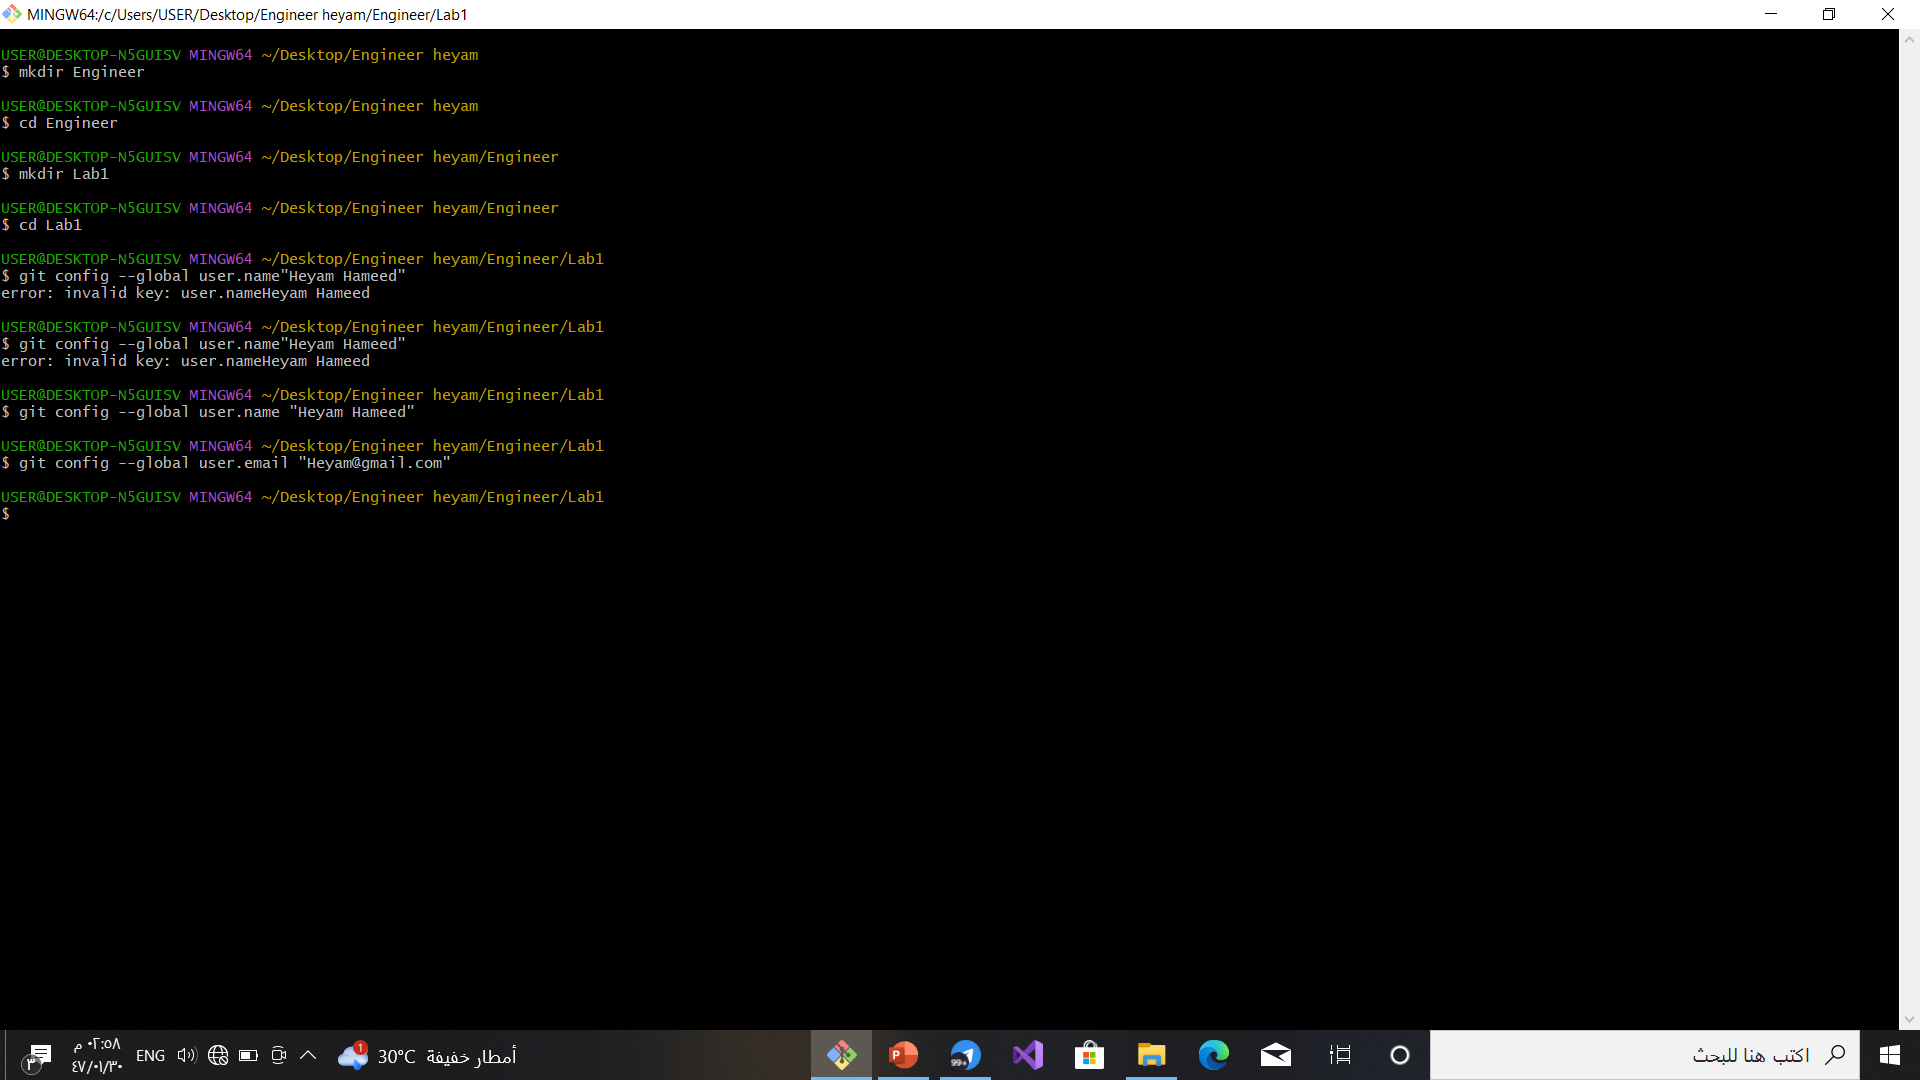 MINGW64:/c/Users/USER/Desktop/Engineer heyam/Engineer/Lab1
USER@DESKTOP-N5GUISV MINGW64 ~/Desktop/Engineer heyam
$ mkdir Engineer
USER@DESKTOP-N5GUISV MINGW64 ~/Desktop/Engineer heyam
$ cd Engineer
USER@DESKTOP-N5GUISV MINGW64 ~/Desktop/Engineer heyam/Engineer
$ mkdir Lab1
USER@DESKTOP-N5GUISV MINGW64 ~/Desktop/Engineer heyam/Engineer
$ cd Lab1
USER@DESKTOP-N5GUISV MINGW64 ~/Desktop/Engineer heyam/Engineer/Lab1
$ git config --global user.name"Heyam Hameed"
error: invalid key: user.nameHeyam Hameed
USER@DESKTOP-N5GUISV MINGW64 ~/Desktop/Engineer heyam/Engineer/Lab1
$ git config --global user.name"Heyam Hameed"
error: invalid key: user.nameHeyam Hameed
USER@DESKTOP-N5GUISV MINGW64 ~/Desktop/Engineer heyam/Engineer/Lab1
$ git config --global user.name "Heyam Hameed"
USER@DESKTOP-N5GUISV MINGW64 ~/Desktop/Engineer heyam/Engineer/Lab1
$ git config --global user.email "Heyam@gmail.com"
USER@DESKTOP-N5GUISV MINGW64 ~/Desktop/Engineer heyam/Engineer/Lab1
$
اكتب هنا للبحث
99+
P
أمطار خفيفة 30°C
1
ENG
٠٢:٥٨ م
٤٧/٠١/٣٠
٣